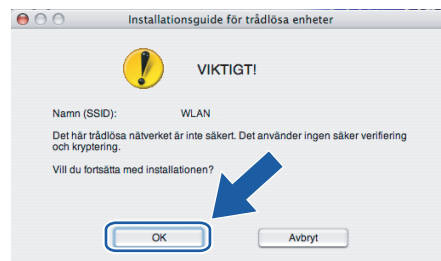 Installationsguide för trådlösa enheter
VIKTIGT!
Namn (SSID): WLAN
Det här trådlösa nätverket är inte säkert. Det använder ingen säker verifiering
och kryptering.
Vill du fortsätta med installationen?
OK Avbryt